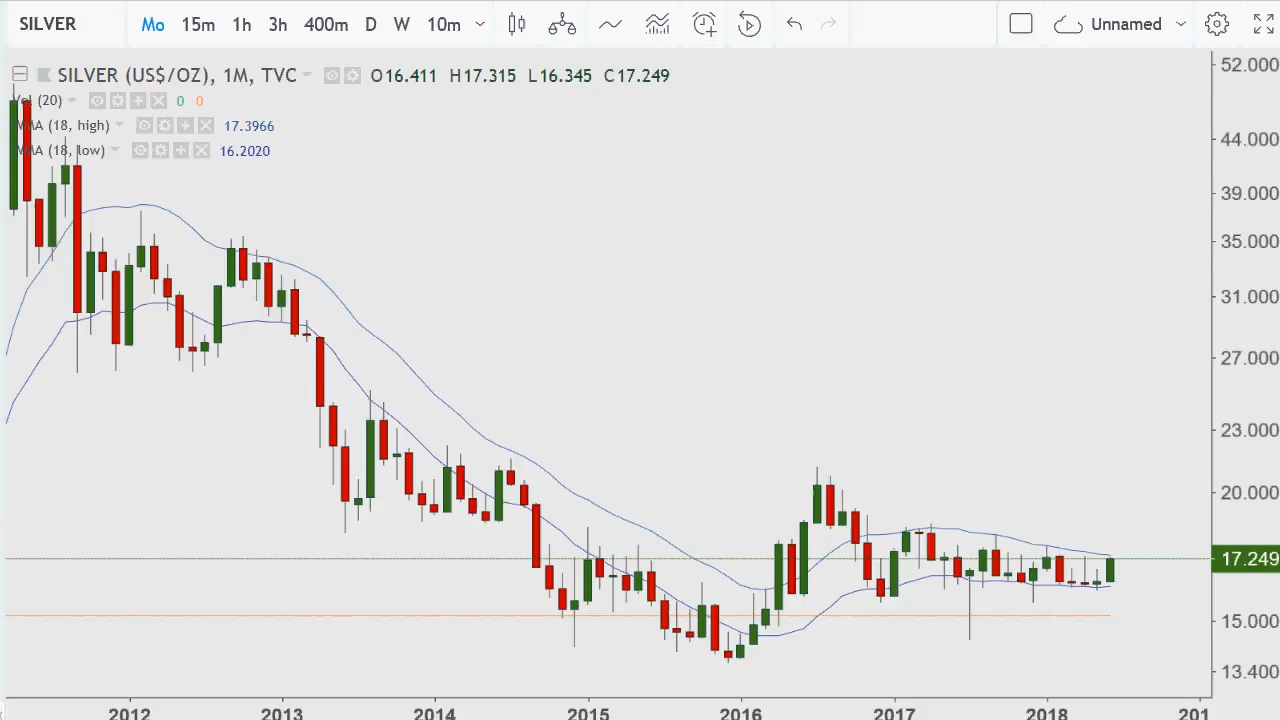 SILVER Mo 15m 1h 3h 400m D W 10m Unnamed
SILVER (US$/OZ), 1M, TVC O16.411 H17.315 L16.345 C17.249
(20) 0 0
(18, high) 17.3966
(18, low) 16.2020
52.000
44.000
39.000
35.000
31.000
27.000
23.000
20.000
17.249
15.000
13.400
2012 2013 2014 2015 2016 2017 2018 201